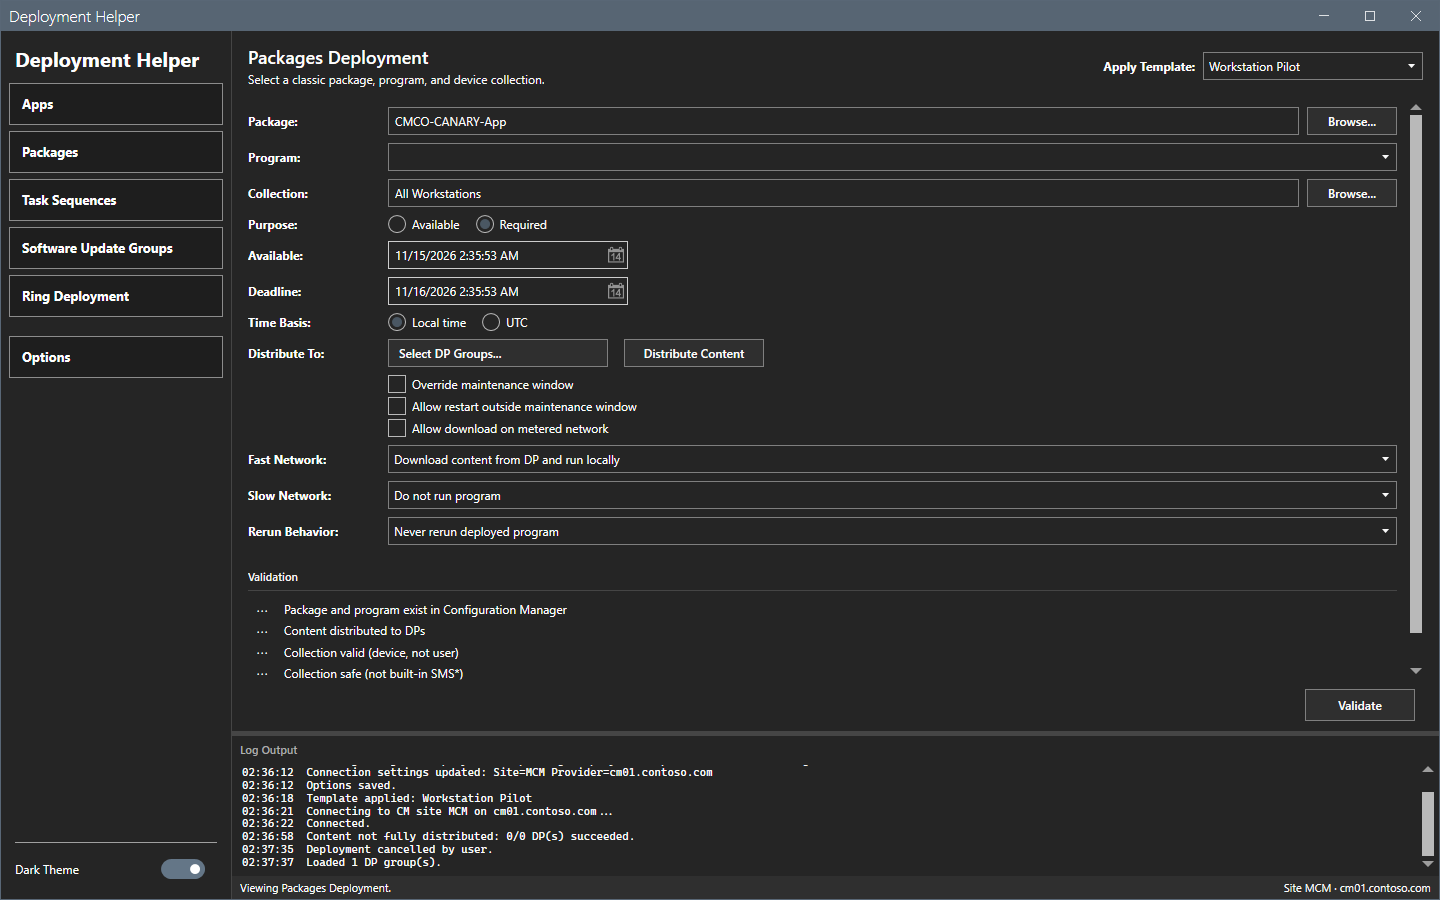 Deployment Helper
Deployment Helper
Apps
Packages
Task Sequences
Software Update Groups
Ring Deployment
Options
Dark Theme
Packages Deployment
Select a classic package, program, and device collection.
Apply Template: Workstation Pilot
Package: CMCO-CANARY-App Browse...
Program:
Collection: All Workstations Browse...
Purpose: Available Required
Available: 11/15/2026 2:35:53 AM 14
Deadline: 11/16/2026 2:35:53 AM 14
Time Basis: Local time UTC
Distribute To: Select DP Groups... Distribute Content
Override maintenance window
Allow restart outside maintenance window
Allow download on metered network
Fast Network: Download content from DP and run locally
Slow Network: Do not run program
Rerun Behavior: Never rerun deployed program
Validation
... Package and program exist in Configuration Manager
... Content distributed to DPs
... Collection valid (device, not user)
... Collection safe (not built-in SMS*)
Validate
Log Output
02:36:12 Connection settings updated: Site=MCM Provider=cm01.contoso.com
02:36:12 Options saved.
02:36:18 Template applied: Workstation Pilot
02:36:21 Connecting to CM site MCM on cm01.contoso.com...
02:36:22 Connected.
02:36:58 Content not fully distributed: 0/0 DP(s) succeeded.
02:37:35 Deployment cancelled by user.
02:37:37 Loaded 1 DP group(s).
Viewing Packages Deployment.
Site MCM · cm01.contoso.com